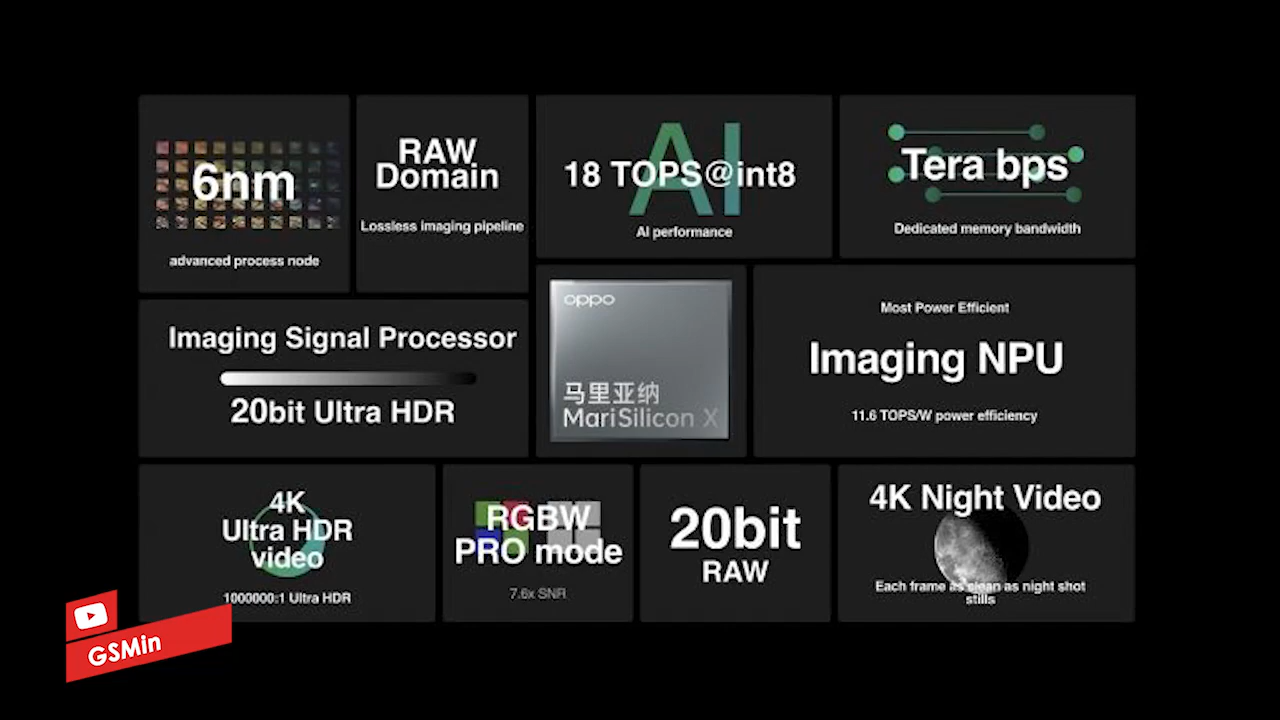 6nm
advanced process node
RAW
Domain
Lossless imaging pipeline
AI
18 TOPS@int8
AI performance
Tera bps
Dedicated memory bandwidth
Imaging Signal Processor
20bit Ultra HDR
oppo
马里亚纳
MariSilicon X
Most Power Efficient
Imaging NPU
11.6 TOPS/W power efficiency
4K
Ultra HDR
video
1000000:1 Ultra HDR
RGBW
PRO mode
7.6x SNR
20bit
RAW
4K Night Video
Each frame as clean as night shot
stills
GSMin